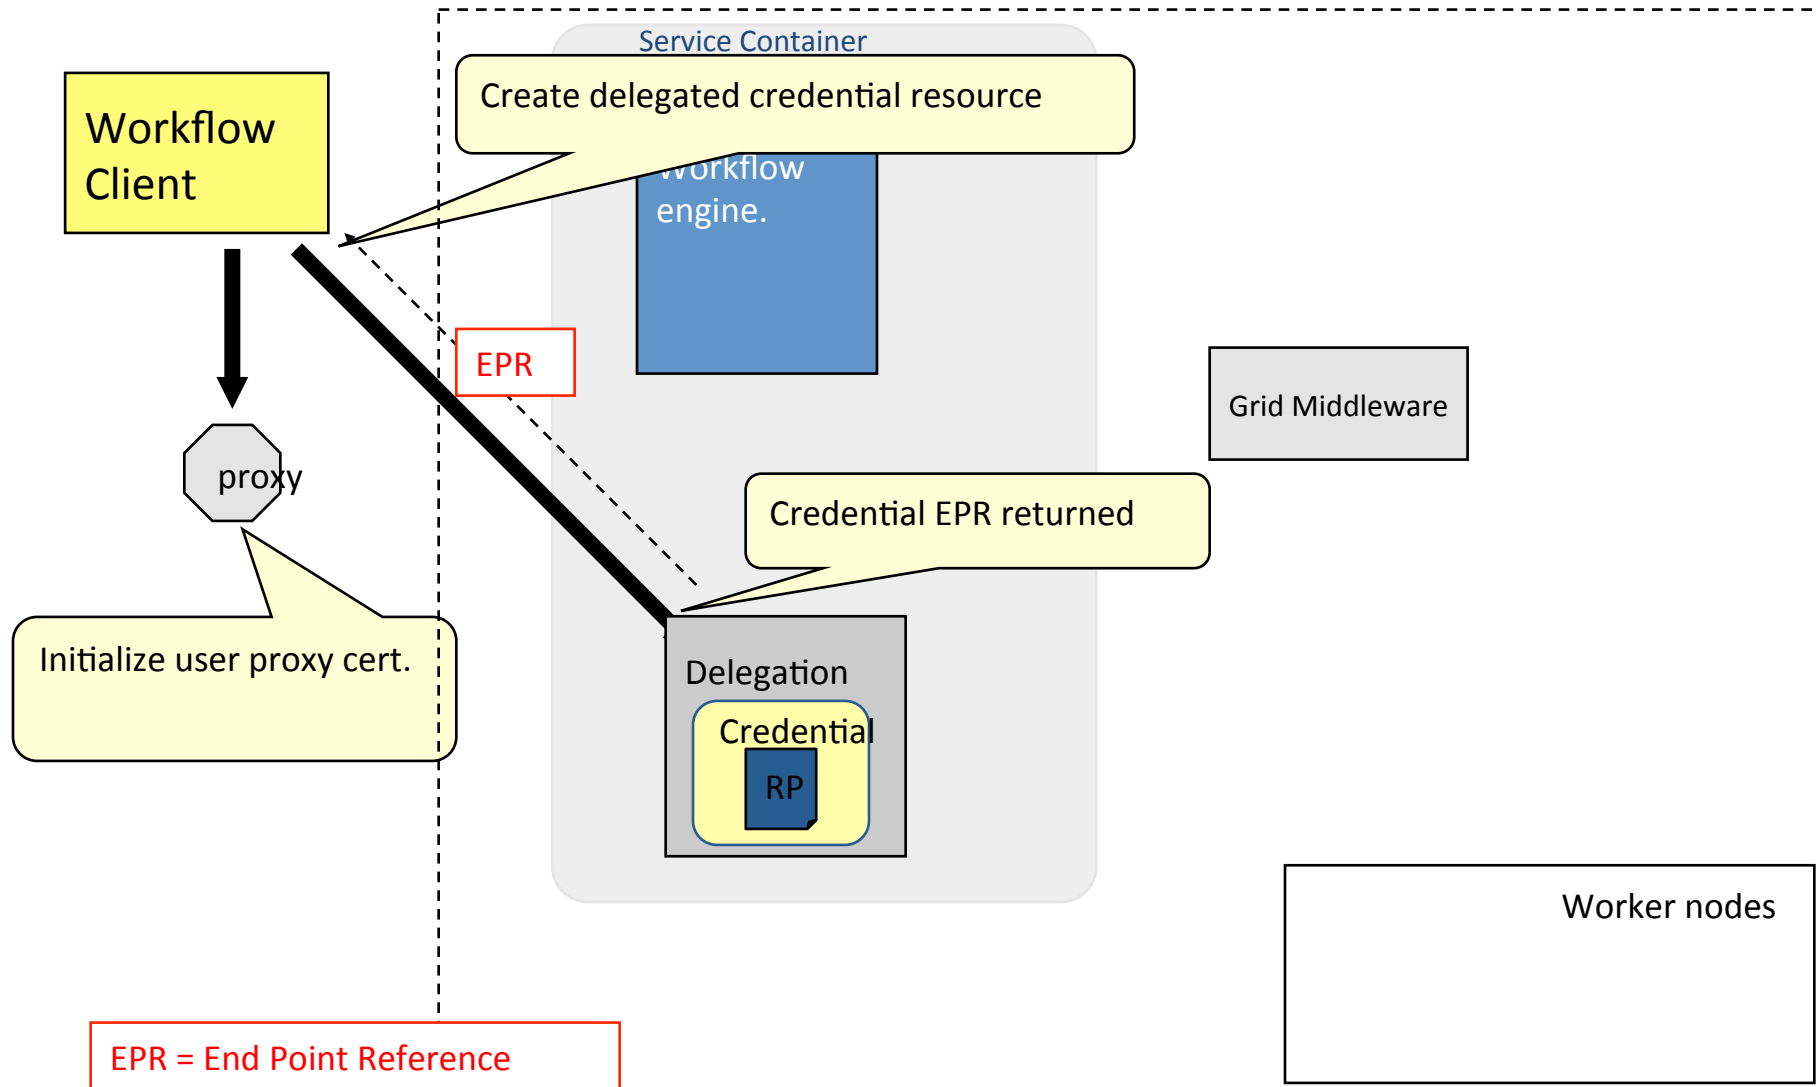 Service Container
Create delegated credential resource
Workflow
Client
Workflow
engine.
EPR
Grid Middleware
proxy
Credential EPR returned
Initialize user proxy cert.
Delegation
Credential
RP
Worker nodes
EPR = End Point Reference